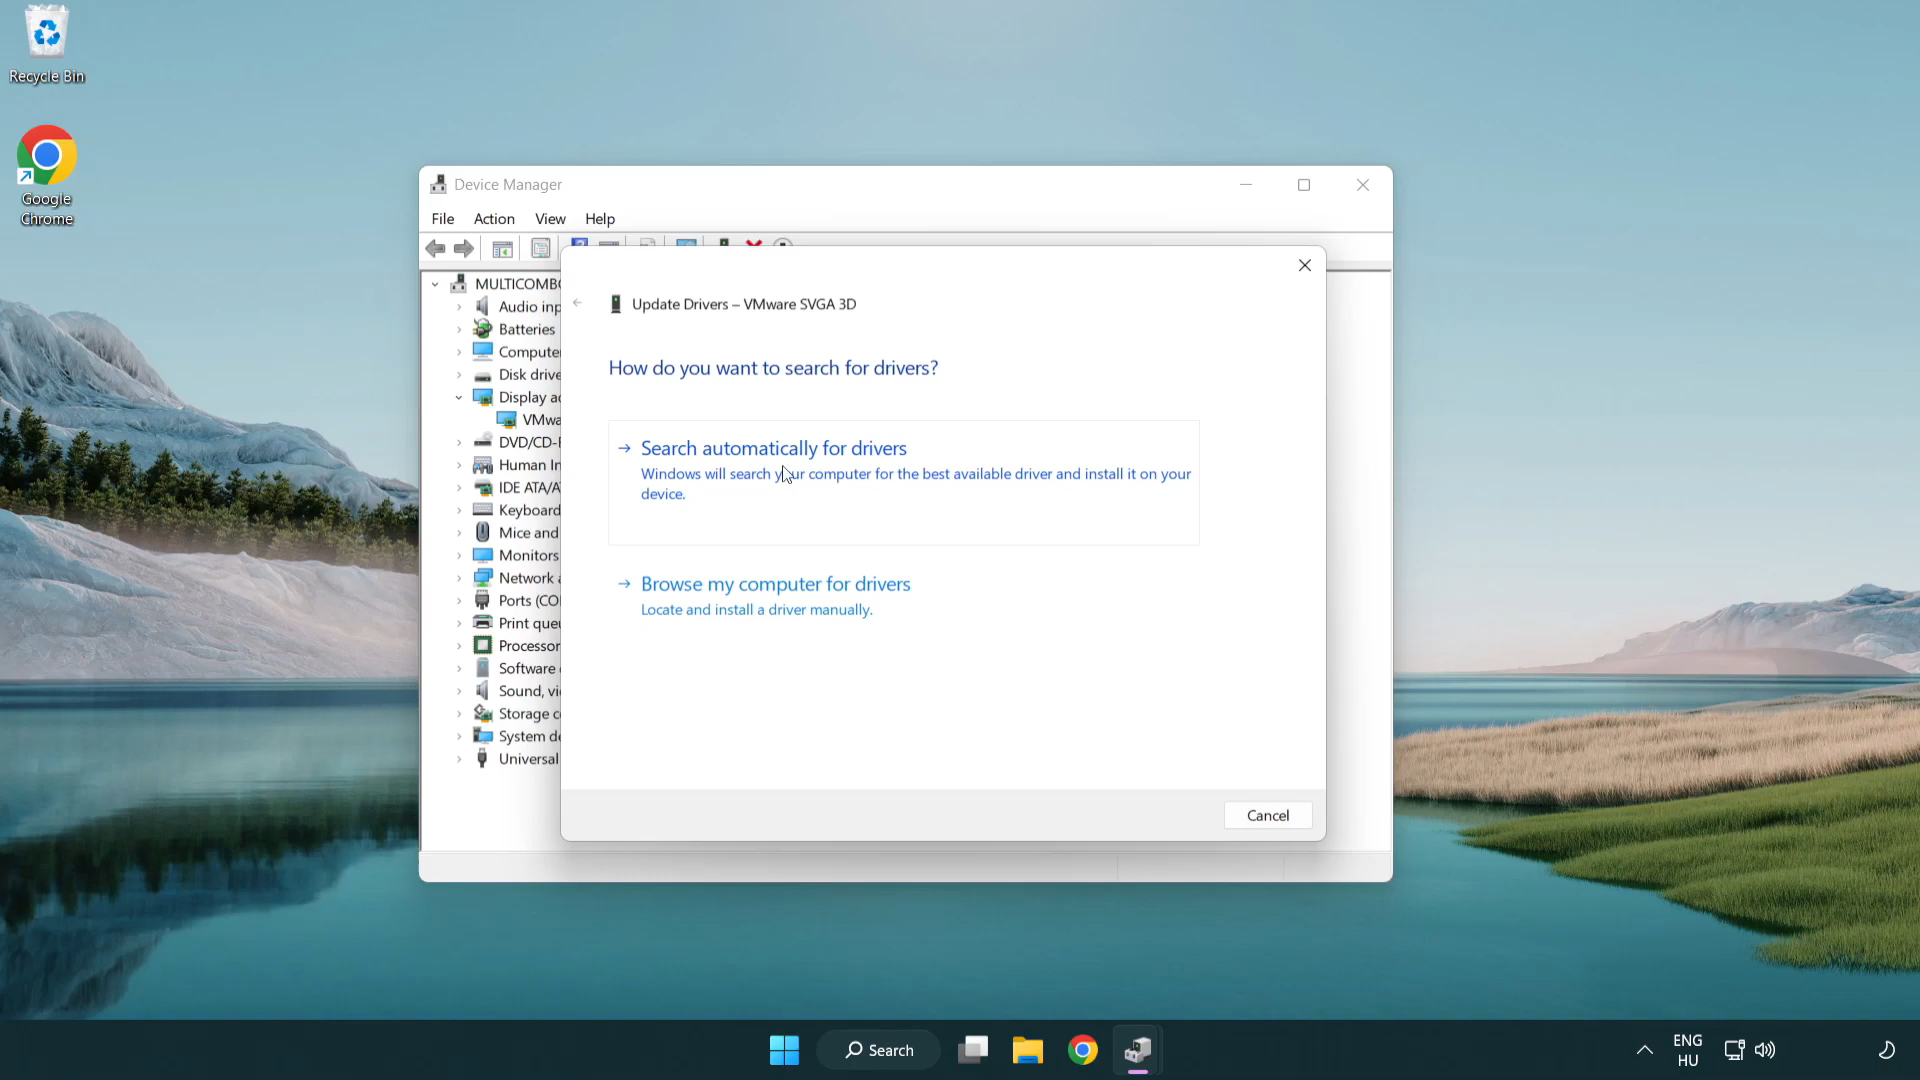 Recycle Bin
Google
Chrome
Device Manager
File Action View Help
MULTICOMBO
Audio inp
Batteries
Compute
Disk drive
Display a
VMwa
DVD/CD-R
Human In
IDE ATA/A
Keyboard
Mice and
Monitors
Network a
Ports (CO
Print que
Processor
Software
Sound, vi
Storage c
System de
Universal
Update Drivers – VMware SVGA 3D
How do you want to search for drivers?
Search automatically for drivers
Windows will search your computer for the best available driver and install it on your
device.
Browse my computer for drivers
Locate and install a driver manually.
Cancel
Search
ENG
HU